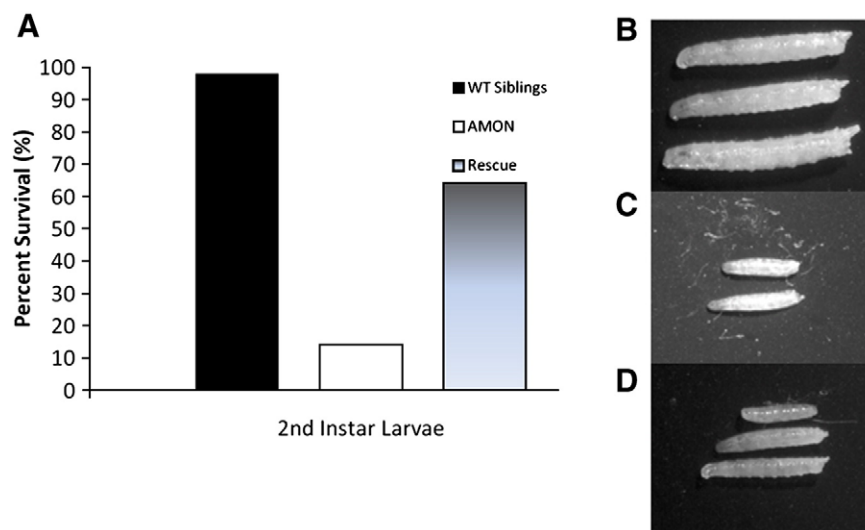 A
Percent Survival (%)
100
90
80
70
60
50
40
30
20
10
0
WT Siblings
AMON
Rescue
2nd Instar Larvae
B
C
D